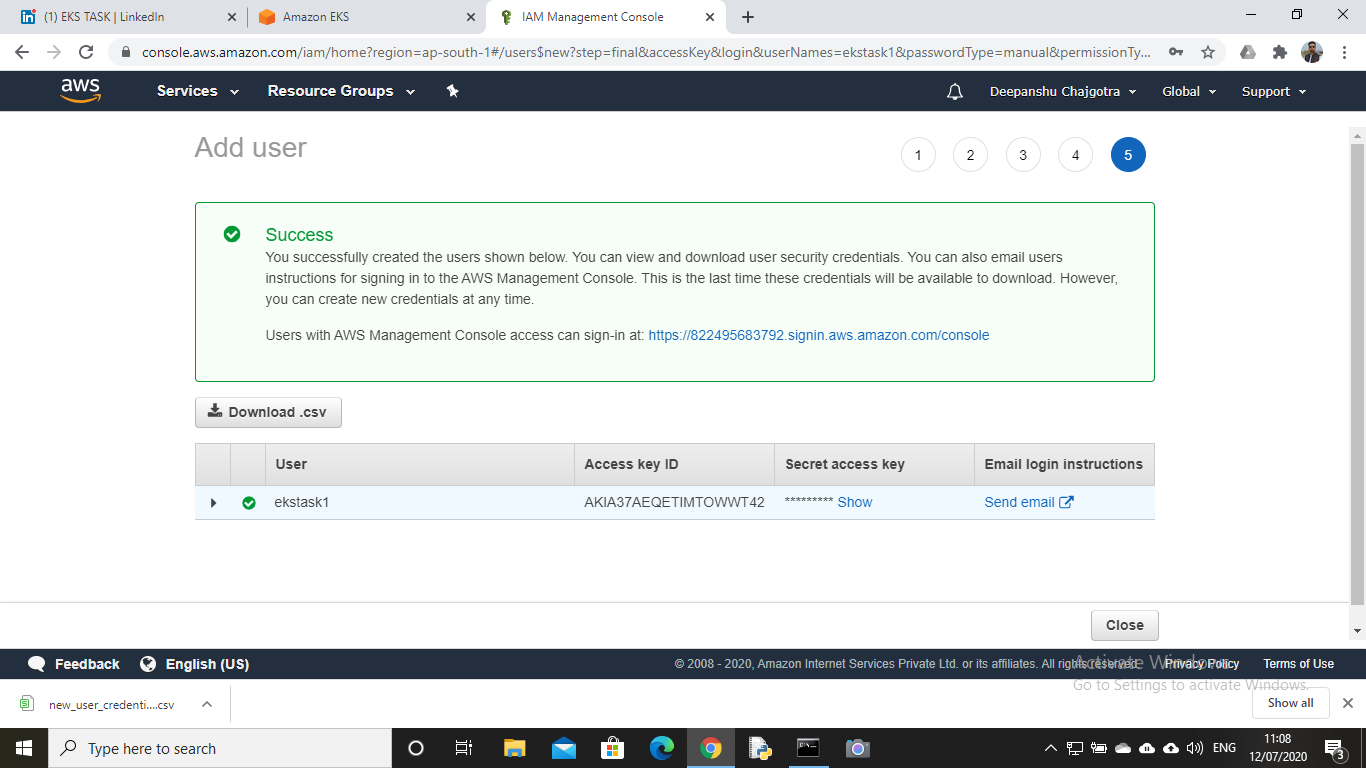 (1) EKS TASK | LinkedIn
Amazon EKS
IAM Management Console
console.aws.amazon.com/iam/home?region=ap-south-1#/users$new?step=final&accessKey&login&userNames=ekstask1&passwordType=manual&permissionTy...
aws
Services
Resource Groups
Deepanshu Chajgotra
Global
Support
Add user
1
2
3
4
5
Success
You successfully created the users shown below. You can view and download user security credentials. You can also email users
instructions for signing in to the AWS Management Console. This is the last time these credentials will be available to download. However,
you can create new credentials at any time.
Users with AWS Management Console access can sign-in at: https://822495683792.signin.aws.amazon.com/console
Download .csv
User
Access key ID
Secret access key
Email login instructions
ekstask1
AKIA37AEQETIMTOWWT42
********* Show
Send email
Close
Feedback
English (US)
© 2008 - 2020, Amazon Internet Services Private Ltd. or its affiliates. All rights reserved.
Privacy Policy
Terms of Use
Activate Windows
Go to Settings to activate Windows.
new_user_credenti....csv
Show all
Type here to search
ENG
11:08
12/07/2020
3